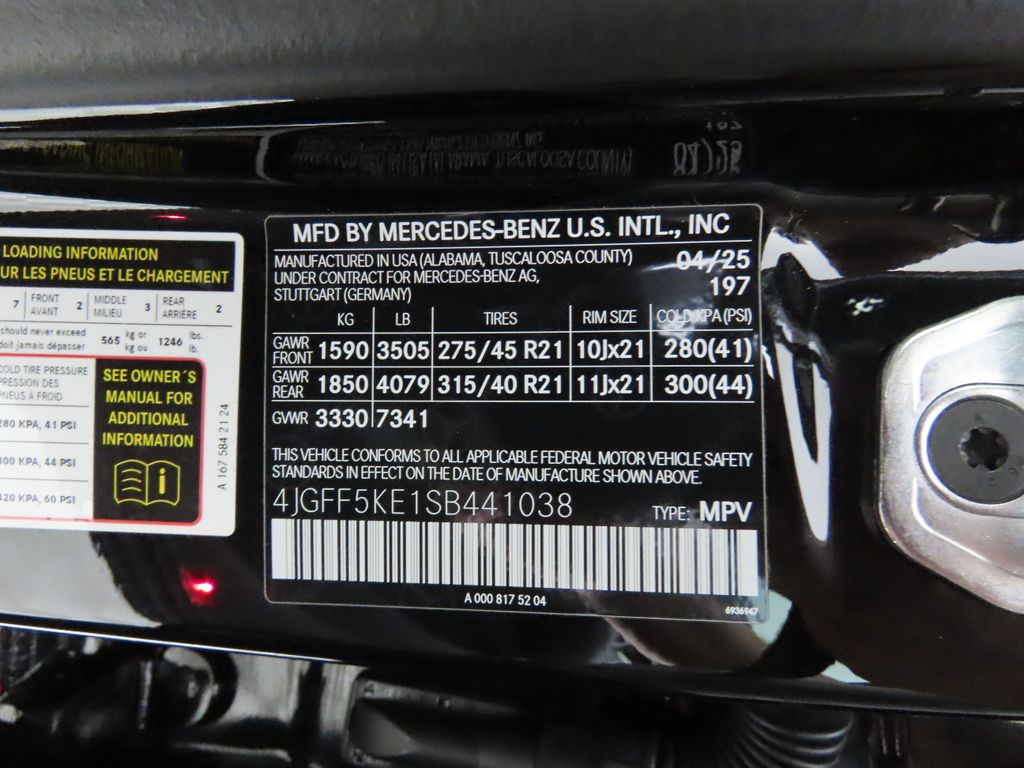 LOADING INFORMATION
UR LES PNEUS ET LE CHARGEMENT
7 FRONT AVANT 2 MIDDLE MILIEU 3 REAR ARRIÈRE 2
should never exceed 565 kg or 1246 lbs.
doit jamais dépasser kg ou lb.
COLD TIRE PRESSURE
PRESSION DES
PNEUS À FROID
280 KPA, 41 PSI
300 KPA, 44 PSI
420 KPA, 60 PSI
SEE OWNER´S
MANUAL FOR
ADDITIONAL
INFORMATION
A 167 584 21 24
MFD BY MERCEDES-BENZ U.S. INTL., INC
MANUFACTURED IN USA (ALABAMA, TUSCALOOSA COUNTY) 04/25
UNDER CONTRACT FOR MERCEDES-BENZ AG, 197
STUTTGART (GERMANY)
KG LB TIRES RIM SIZE COLD KPA (PSI)
GAWR FRONT 1590 3505 275/45 R21 10Jx21 280(41)
GAWR REAR 1850 4079 315/40 R21 11Jx21 300(44)
GVWR 3330 7341
THIS VEHICLE CONFORMS TO ALL APPLICABLE FEDERAL MOTOR VEHICLE SAFETY
STANDARDS IN EFFECT ON THE DATE OF MANUFACTURE SHOWN ABOVE.
4JGFF5KE1SB441038 TYPE: MPV
A 000 817 52 04
6936947